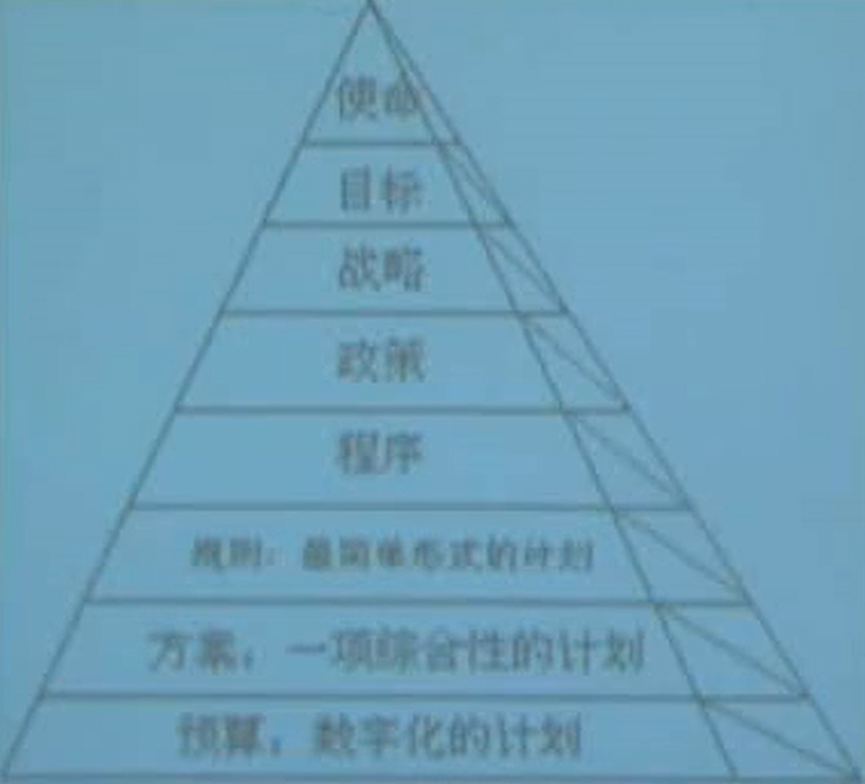 使命
目标
战略
政策
程序
规则：最简单形式的计划
方案：一项综合性的计划
预算：数字化的计划